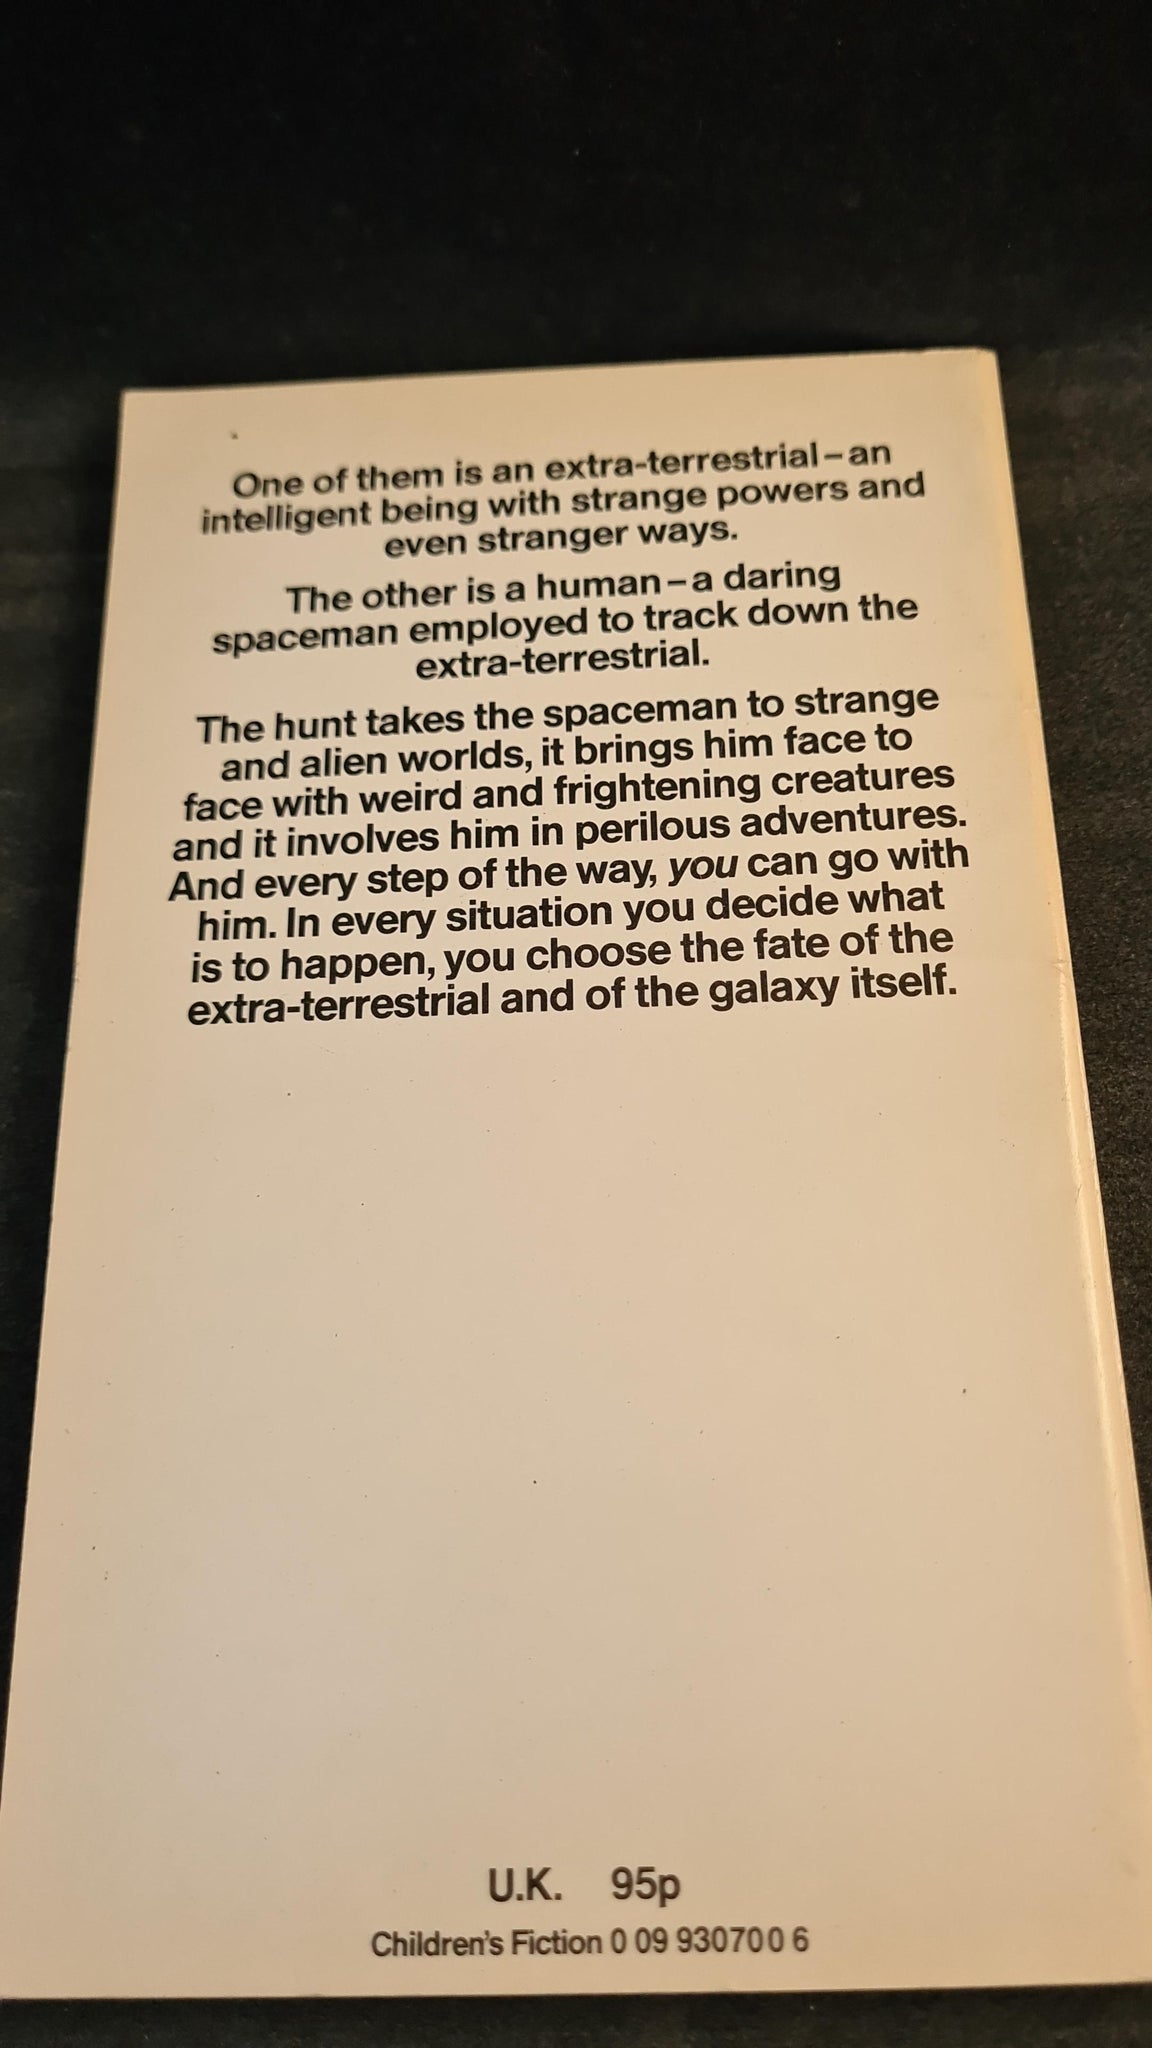 One of them is an extra-terrestrial – an
intelligent being with strange powers and
even stranger ways.
The other is a human – a daring
spaceman employed to track down the
extra-terrestrial.
The hunt takes the spaceman to strange
and alien worlds, it brings him face to
face with weird and frightening creatures
and it involves him in perilous adventures.
And every step of the way, you can go with
him. In every situation you decide what
is to happen, you choose the fate of the
extra-terrestrial and of the galaxy itself.
U.K. 95p
Children's Fiction 0 09 930700 6